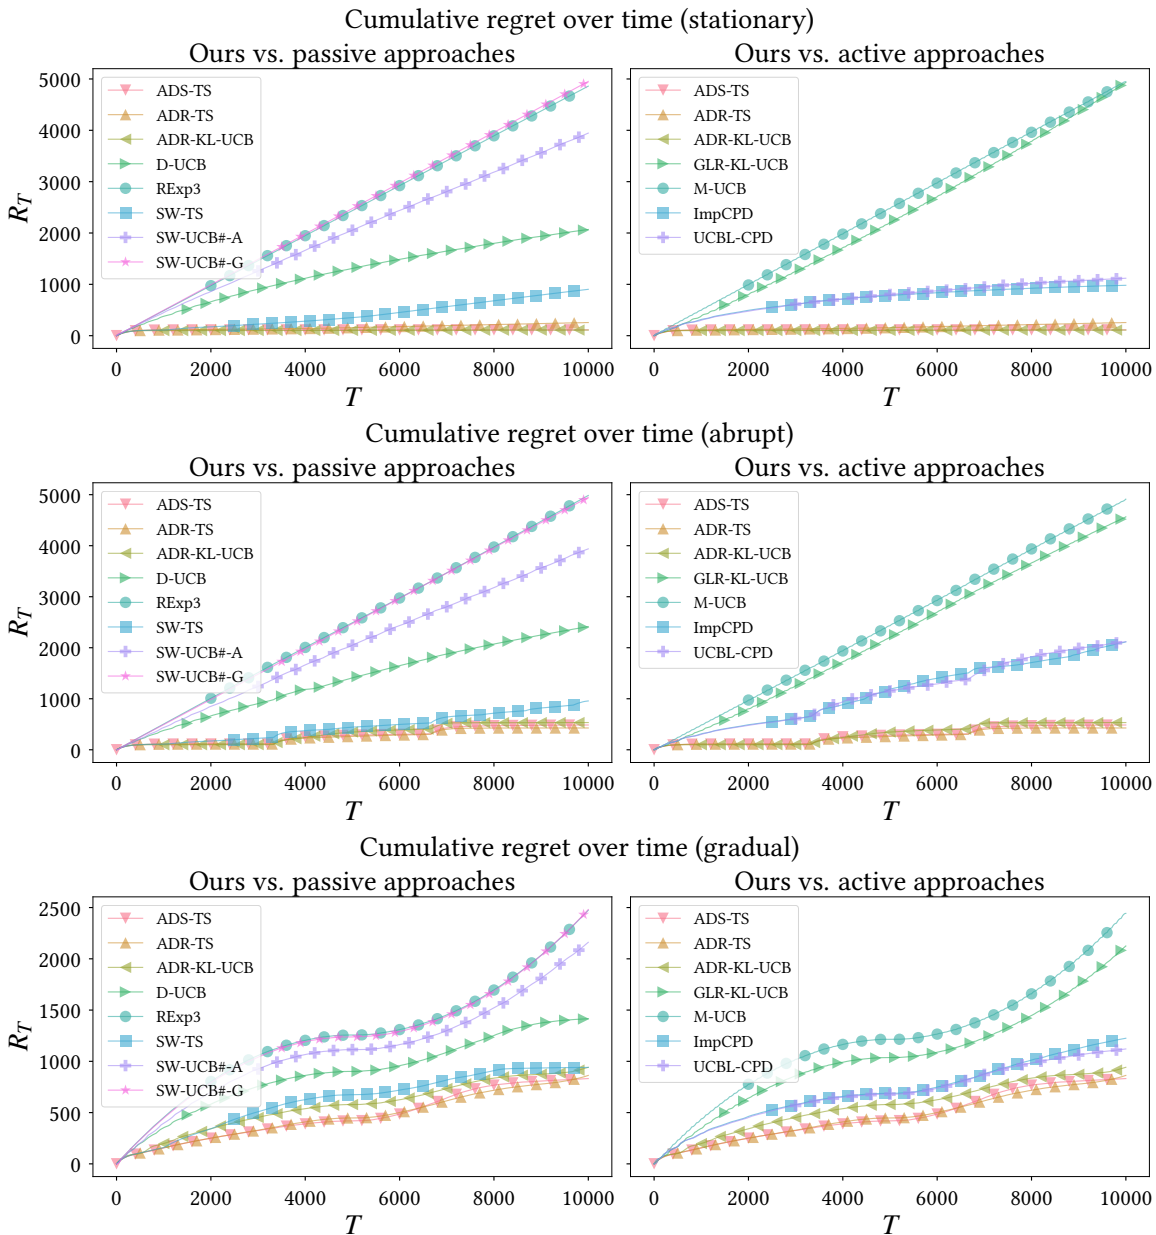 Cumulative regret over time (stationary)
Ours vs. passive approaches
Ours vs. active approaches
5000
4000
3000
2000
1000
0
R_T
ADS-TS
ADR-TS
ADR-KL-UCB
D-UCB
RExp3
SW-TS
SW-UCB#-A
SW-UCB#-G
ADS-TS
ADR-TS
ADR-KL-UCB
GLR-KL-UCB
M-UCB
ImpCPD
UCBL-CPD
0 2000 4000 6000 8000 10000
0 2000 4000 6000 8000 10000
T
T
Cumulative regret over time (abrupt)
Ours vs. passive approaches
Ours vs. active approaches
5000
4000
3000
2000
1000
0
R_T
ADS-TS
ADR-TS
ADR-KL-UCB
D-UCB
RExp3
SW-TS
SW-UCB#-A
SW-UCB#-G
ADS-TS
ADR-TS
ADR-KL-UCB
GLR-KL-UCB
M-UCB
ImpCPD
UCBL-CPD
0 2000 4000 6000 8000 10000
0 2000 4000 6000 8000 10000
T
T
Cumulative regret over time (gradual)
Ours vs. passive approaches
Ours vs. active approaches
2500
2000
1500
1000
500
0
R_T
ADS-TS
ADR-TS
ADR-KL-UCB
D-UCB
RExp3
SW-TS
SW-UCB#-A
SW-UCB#-G
ADS-TS
ADR-TS
ADR-KL-UCB
GLR-KL-UCB
M-UCB
ImpCPD
UCBL-CPD
0 2000 4000 6000 8000 10000
0 2000 4000 6000 8000 10000
T
T